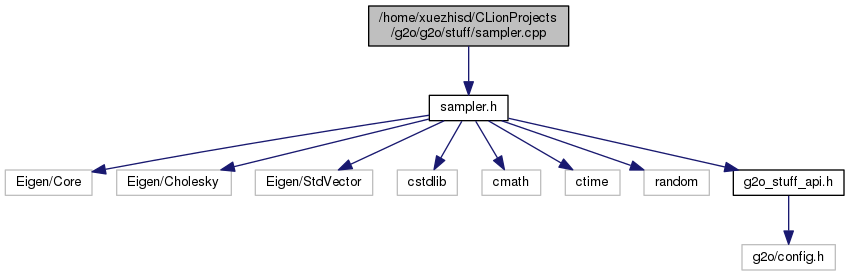 /home/xuezhisd/CLionProjects
/g2o/g2o/stuff/sampler.cpp
sampler.h
Eigen/Core
Eigen/Cholesky
Eigen/StdVector
cstdlib
cmath
ctime
random
g2o_stuff_api.h
g2o/config.h